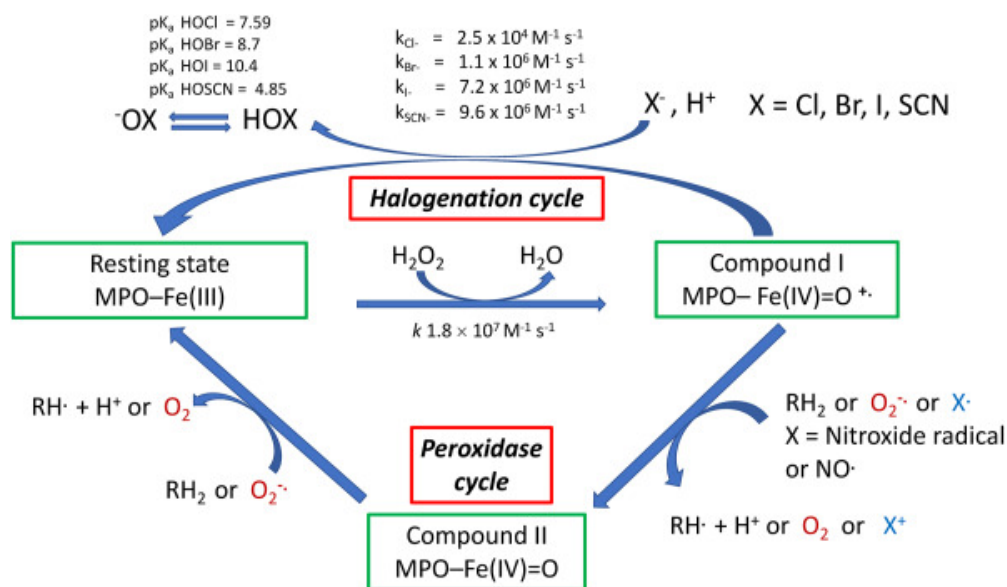 pKₐ HOCl = 7.59
pKₐ HOBr = 8.7
pKₐ HOI = 10.4
pKₐ HOSCN = 4.85
k_Cl- = 2.5 x 10⁴ M⁻¹ s⁻¹
k_Br- = 1.1 x 10⁶ M⁻¹ s⁻¹
k_I- = 7.2 x 10⁶ M⁻¹ s⁻¹
k_SCN- = 9.6 x 10⁶ M⁻¹ s⁻¹
⁻OX HOX
X⁻ , H⁺ X = Cl, Br, I, SCN
Halogenation cycle
Resting state
MPO–Fe(III)
H₂O₂ H₂O
k 1.8 × 10⁷ M⁻¹ s⁻¹
Compound I
MPO– Fe(IV)=O ⁺·
RH· + H⁺ or O₂
RH₂ or O₂⁻·
Peroxidase
cycle
RH₂ or O₂⁻· or X·
X = Nitroxide radical
or NO·
RH· + H⁺ or O₂ or X⁺
Compound II
MPO–Fe(IV)=O